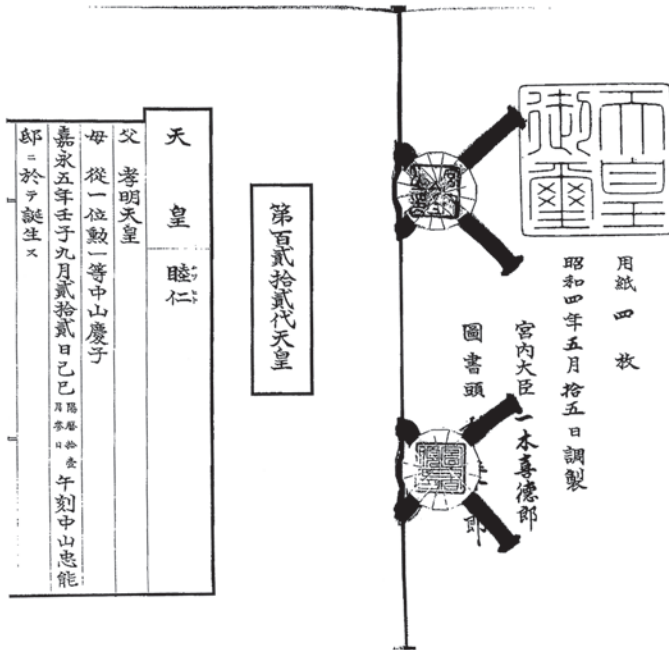 天皇御璽
用紙四枚
昭和四年五月拾五日調製
宮内大臣 一木喜德郎
圖書頭 郎
第百貳拾貳代天皇
天皇 睦仁
父 孝明天皇
母 從一位勲一等中山慶子
嘉永五年壬子九月貳拾貳日己巳陽曆拾壹月參日午刻中山忠能
邸ニ於テ誕生ス